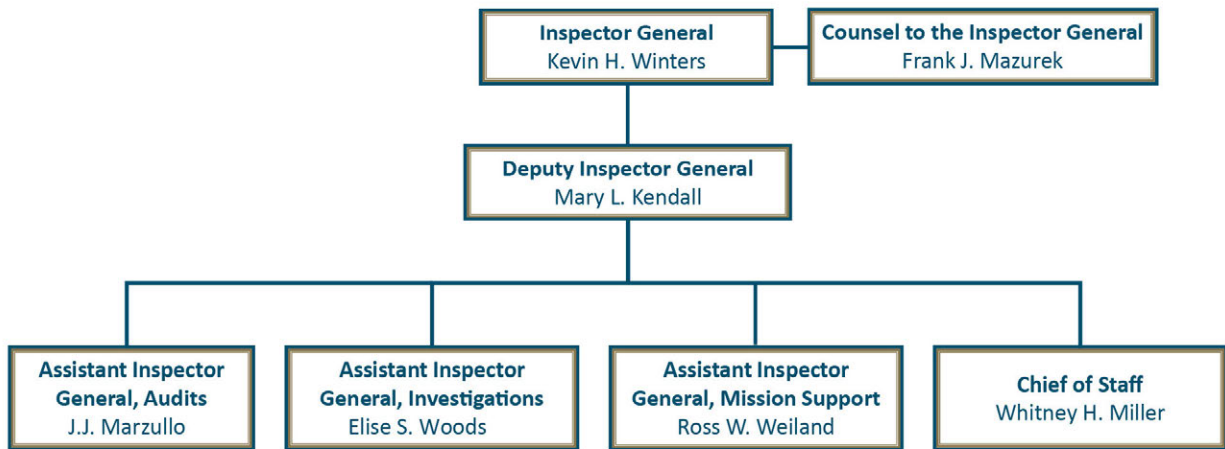 Inspector General
Kevin H. Winters
Counsel to the Inspector General
Frank J. Mazurek
Deputy Inspector General
Mary L. Kendall
Assistant Inspector
General, Audits
J.J. Marzullo
Assistant Inspector
General, Investigations
Elise S. Woods
Assistant Inspector
General, Mission Support
Ross W. Weiland
Chief of Staff
Whitney H. Miller